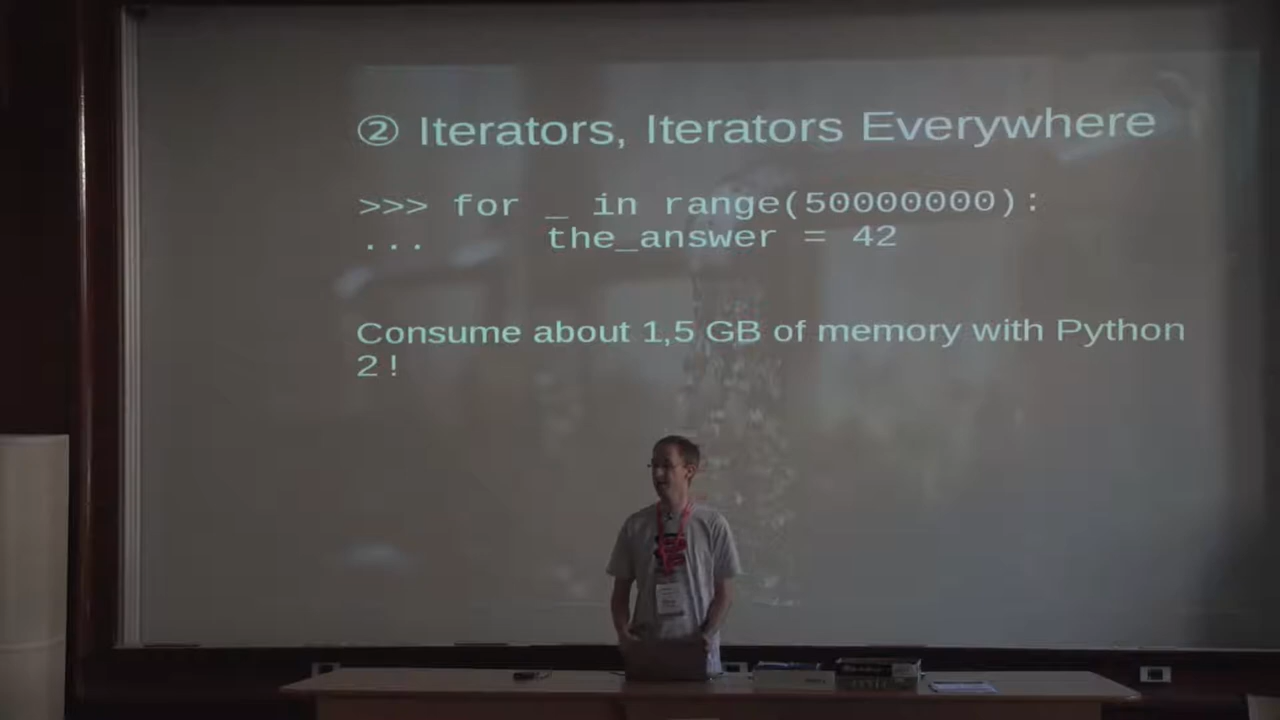 ② Iterators, Iterators Everywhere
>>> for _ in range(50000000):
...     the_answer = 42
Consume about 1,5 GB of memory with Python
2 !